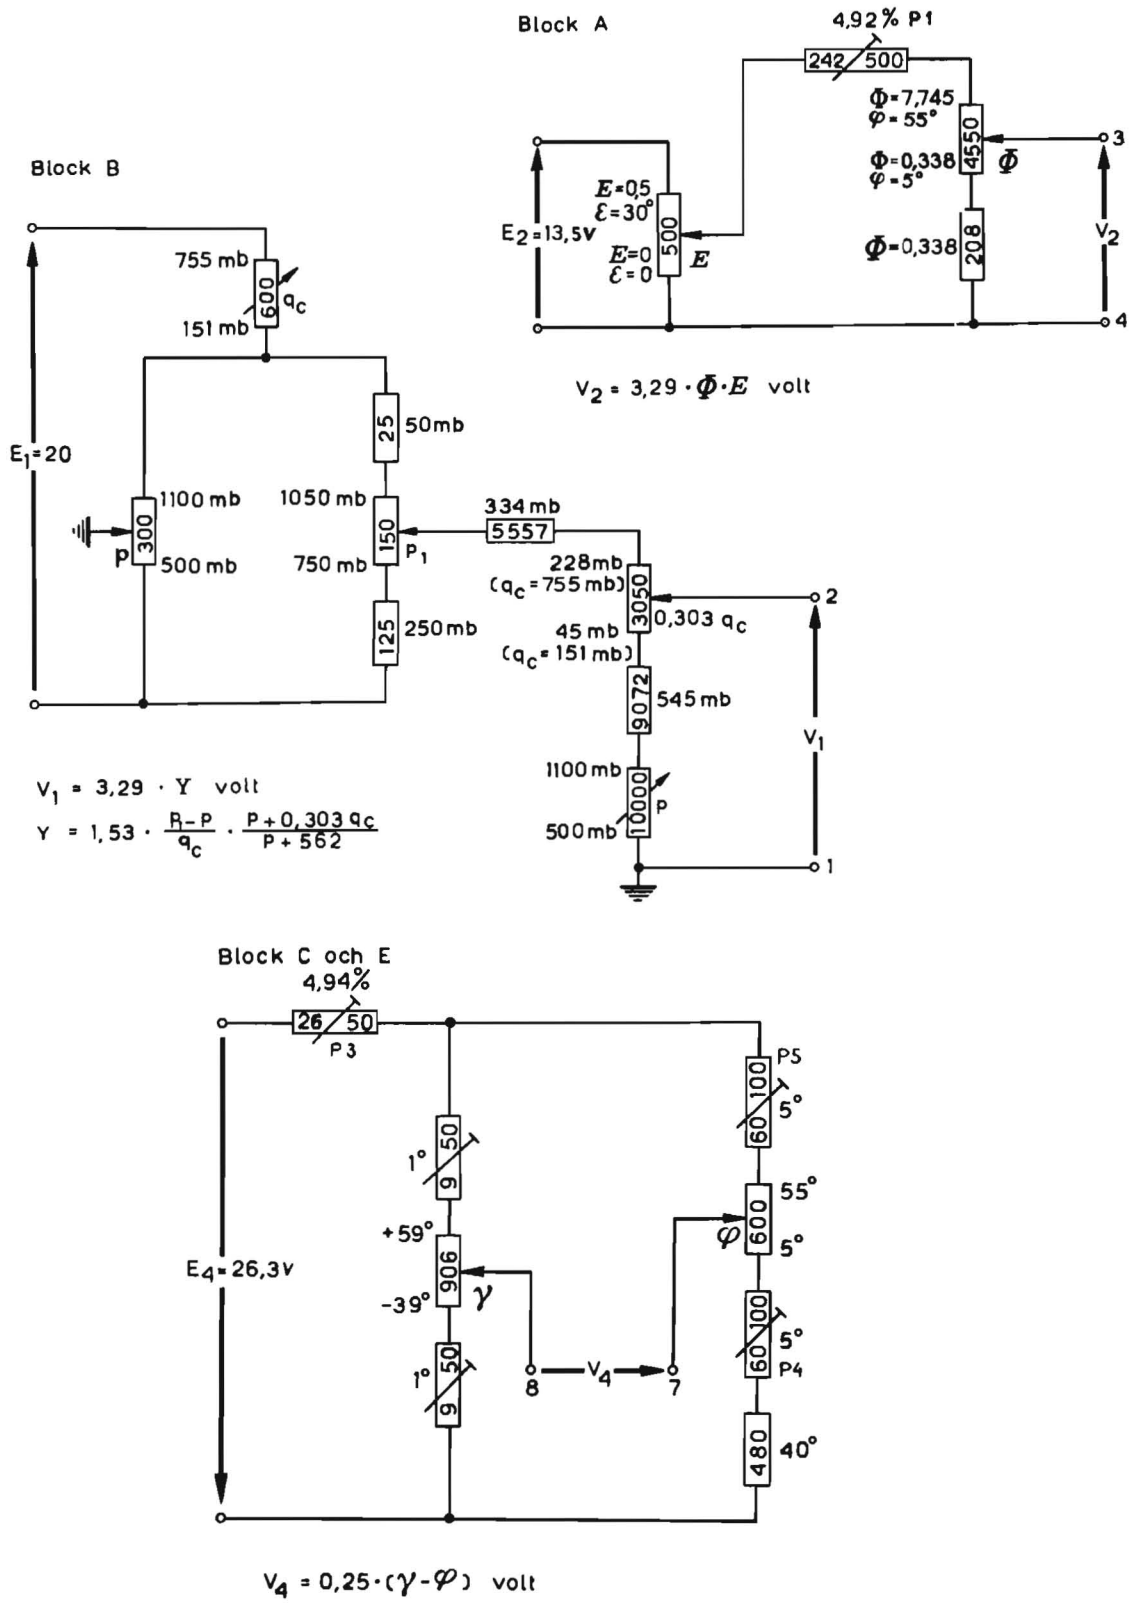 Block A
4,92% P1
242 500
Φ=7,745
φ=55°
4550
Φ=0,338
φ=5°
Φ
3
E=0,5
ε=30°
E2=13,5V
500
E
E=0
ε=0
Φ=0,338
208
V2
4
V2 = 3,29 · Φ · E volt
Block B
755 mb
600
qc
151 mb
25
50mb
E1=20
1100 mb
300
p
500 mb
1050 mb
150
P1
750 mb
125
250mb
334 mb
5557
228mb
(qc=755 mb)
3050
0,303 qc
2
45 mb
(qc=151 mb)
9072
545 mb
V1
1100mb
10000
p
500mb
1
V1 = 3,29 · Y volt
Y = 1,53 · P1-P/qc · P+0,303 qc/P+562
Block C och E
4,94%
26 50
P3
P5
60 100
5°
1°
9 50
+59°
906
-39°
γ
55°
600
φ
5°
E4=26,3V
60 100
5°
P4
1°
9 50
8
V4
7
480
40°
V4 = 0,25·(γ-φ) volt